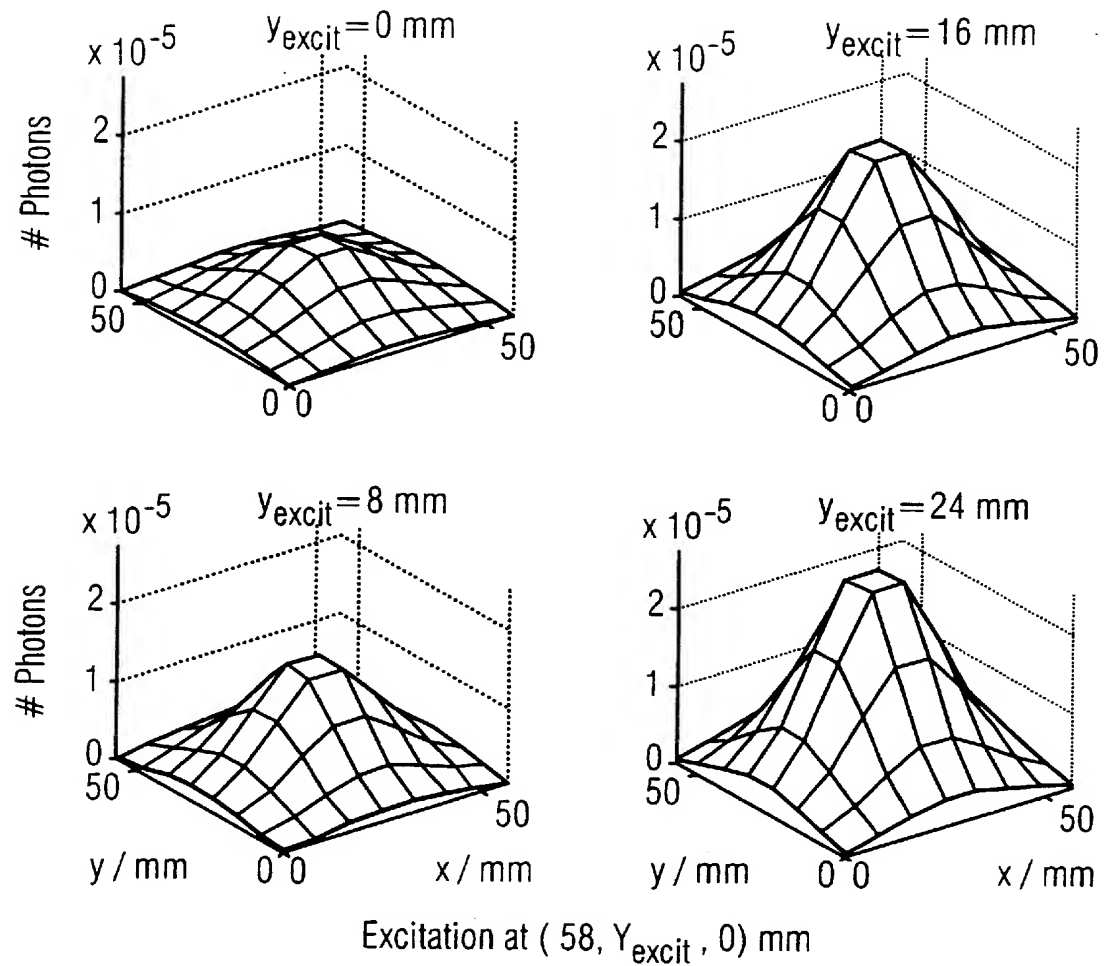 y_excit = 0 mm
x 10^-5
# Photons
2
1
0
50
0 0
50
y_excit = 16 mm
x 10^-5
2
1
0
50
0 0
50
y_excit = 8 mm
x 10^-5
# Photons
2
1
0
50
0 0
50
y / mm
x / mm
y_excit = 24 mm
x 10^-5
2
1
0
50
0 0
50
y / mm
x / mm
Excitation at ( 58, Y_excit , 0) mm